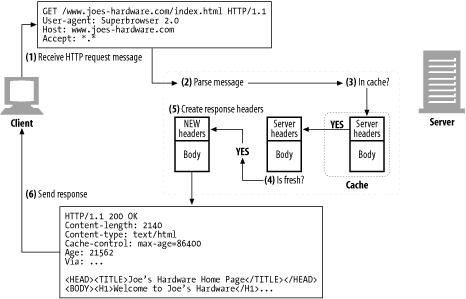 GET /www.joes-hardware.com/index.html HTTP/1.1
User-agent: Superbrowser 2.0
Host: www.joes-hardware.com
Accept: *.*
(1) Receive HTTP request message
(2) Parse message
(3) In cache?
(5) Create response headers
NEW
headers
Body
YES
Server
headers
Body
YES
Server
headers
Body
(4) Is fresh?
Cache
Client
Server
(6) Send response
HTTP/1.1 200 OK
Content-length: 2140
Content-type: text/html
Cache-control: max-age=86400
Age: 21562
Via: ...
<HEAD><TITLE>Joe's Hardware Home Page</TITLE></HEAD>
<BODY><H1>Welcome to Joe's Hardware</H1>...